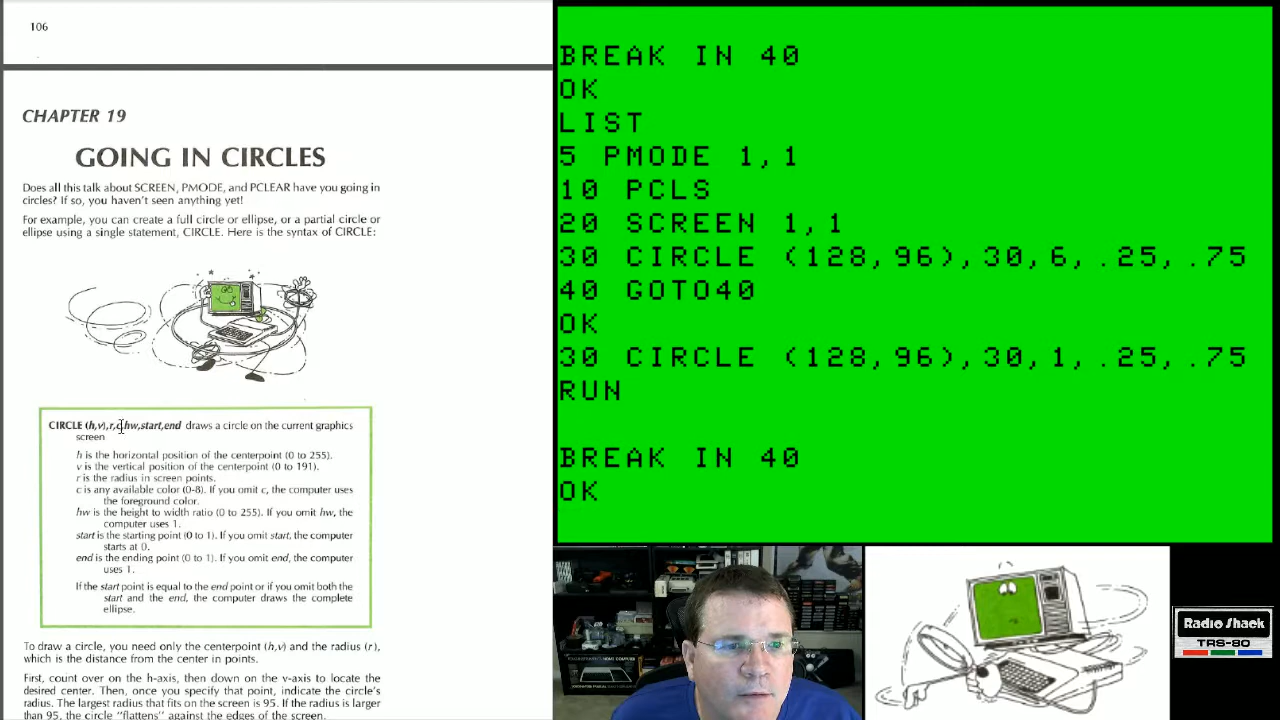 106
CHAPTER 19
GOING IN CIRCLES
Does all this talk about SCREEN, PMODE, and PCLEAR have you going in
circles? If so, you haven't seen anything yet!
For example, you can create a full circle or ellipse, or a partial circle or
ellipse using a single statement, CIRCLE. Here is the syntax of CIRCLE:
CIRCLE (h,v),r,c,hw,start,end draws a circle on the current graphics
screen
h is the horizontal position of the centerpoint (0 to 255).
v is the vertical position of the centerpoint (0 to 191).
r is the radius in screen points.
c is any available color (0-8). If you omit c, the computer uses
the foreground color.
hw is the height to width ratio (0 to 255). If you omit hw, the
computer uses 1.
start is the starting point (0 to 1). If you omit start, the computer
starts at 0.
end is the ending point (0 to 1). If you omit end, the computer
uses 1.
If the start point is equal to the end point or if you omit both the
start and the end, the computer draws the complete
ellipse.
To draw a circle, you need only the centerpoint (h,v) and the radius (r),
which is the distance from the center in points.
First, count over on the h-axis, then gown on the v-axis to locate the
desired center. Then, once you specify that point, indicate the circle's
radius. The largest radius that fits on the screen is 95. If the radius is larger
than 95, the circle "flattens" against the edges of the screen.
BREAK IN 40
OK
LIST
5 PMODE 1,1
10 PCLS
20 SCREEN 1,1
30 CIRCLE (128,96),30,6,.25,.75
40 GOTO40
OK
30 CIRCLE (128,96),30,1,.25,.75
RUN
BREAK IN 40
OK
Radio Shack
TRS-80